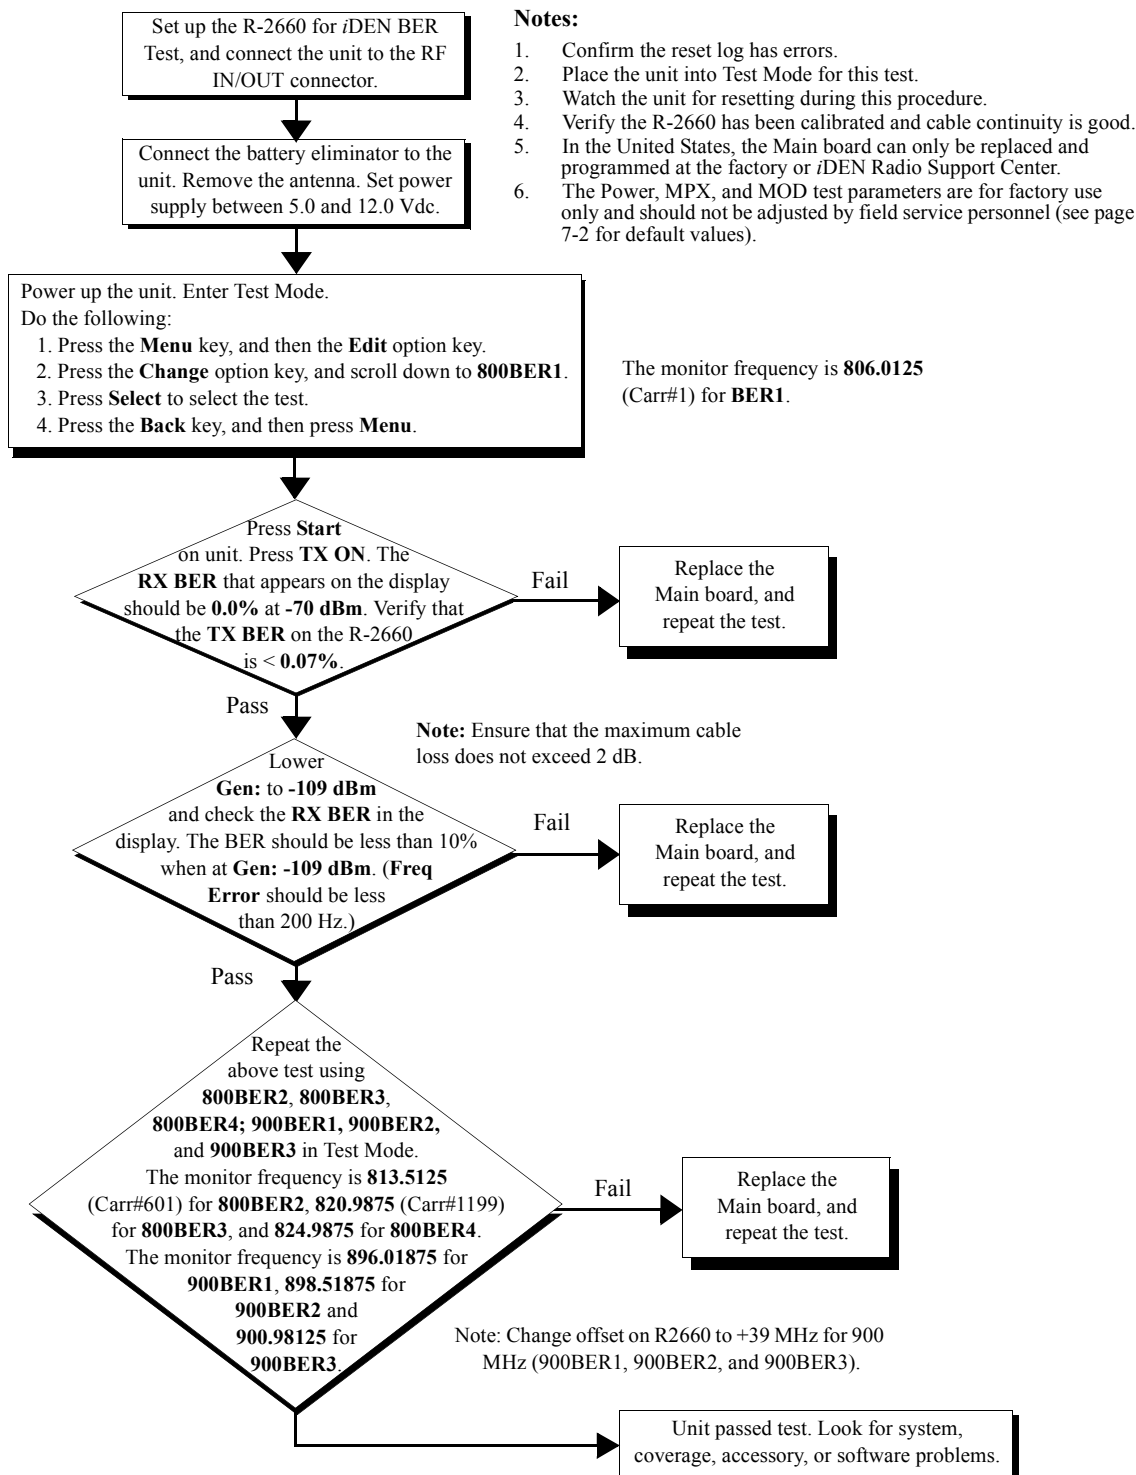 Set up the R-2660 for iDEN BER
Test, and connect the unit to the RF
IN/OUT connector.
Notes:
1. Confirm the reset log has errors.
2. Place the unit into Test Mode for this test.
3. Watch the unit for resetting during this procedure.
4. Verify the R-2660 has been calibrated and cable continuity is good.
5. In the United States, the Main board can only be replaced and
programmed at the factory or iDEN Radio Support Center.
6. The Power, MPX, and MOD test parameters are for factory use
only and should not be adjusted by field service personnel (see page
7-2 for default values).
Connect the battery eliminator to the
unit. Remove the antenna. Set power
supply between 5.0 and 12.0 Vdc.
Power up the unit. Enter Test Mode.
Do the following:
1. Press the Menu key, and then the Edit option key.
2. Press the Change option key, and scroll down to 800BER1.
3. Press Select to select the test.
4. Press the Back key, and then press Menu.
The monitor frequency is 806.0125
(Carr#1) for BER1.
Press Start
on unit. Press TX ON. The
RX BER that appears on the display
should be 0.0% at -70 dBm. Verify that
the TX BER on the R-2660
is < 0.07%.
Fail
Replace the
Main board, and
repeat the test.
Pass
Note: Ensure that the maximum cable
loss does not exceed 2 dB.
Lower
Gen: to -109 dBm
and check the RX BER in the
display. The BER should be less than 10%
when at Gen: -109 dBm. (Freq
Error should be less
than 200 Hz.)
Fail
Replace the
Main board, and
repeat the test.
Pass
Repeat the
above test using
800BER2, 800BER3,
800BER4; 900BER1, 900BER2,
and 900BER3 in Test Mode.
The monitor frequency is 813.5125
(Carr#601) for 800BER2, 820.9875 (Carr#1199)
for 800BER3, and 824.9875 for 800BER4.
The monitor frequency is 896.01875 for
900BER1, 898.51875 for
900BER2 and
900.98125 for
900BER3.
Fail
Replace the
Main board, and
repeat the test.
Note: Change offset on R2660 to +39 MHz for 900
MHz (900BER1, 900BER2, and 900BER3).
Unit passed test. Look for system,
coverage, accessory, or software problems.